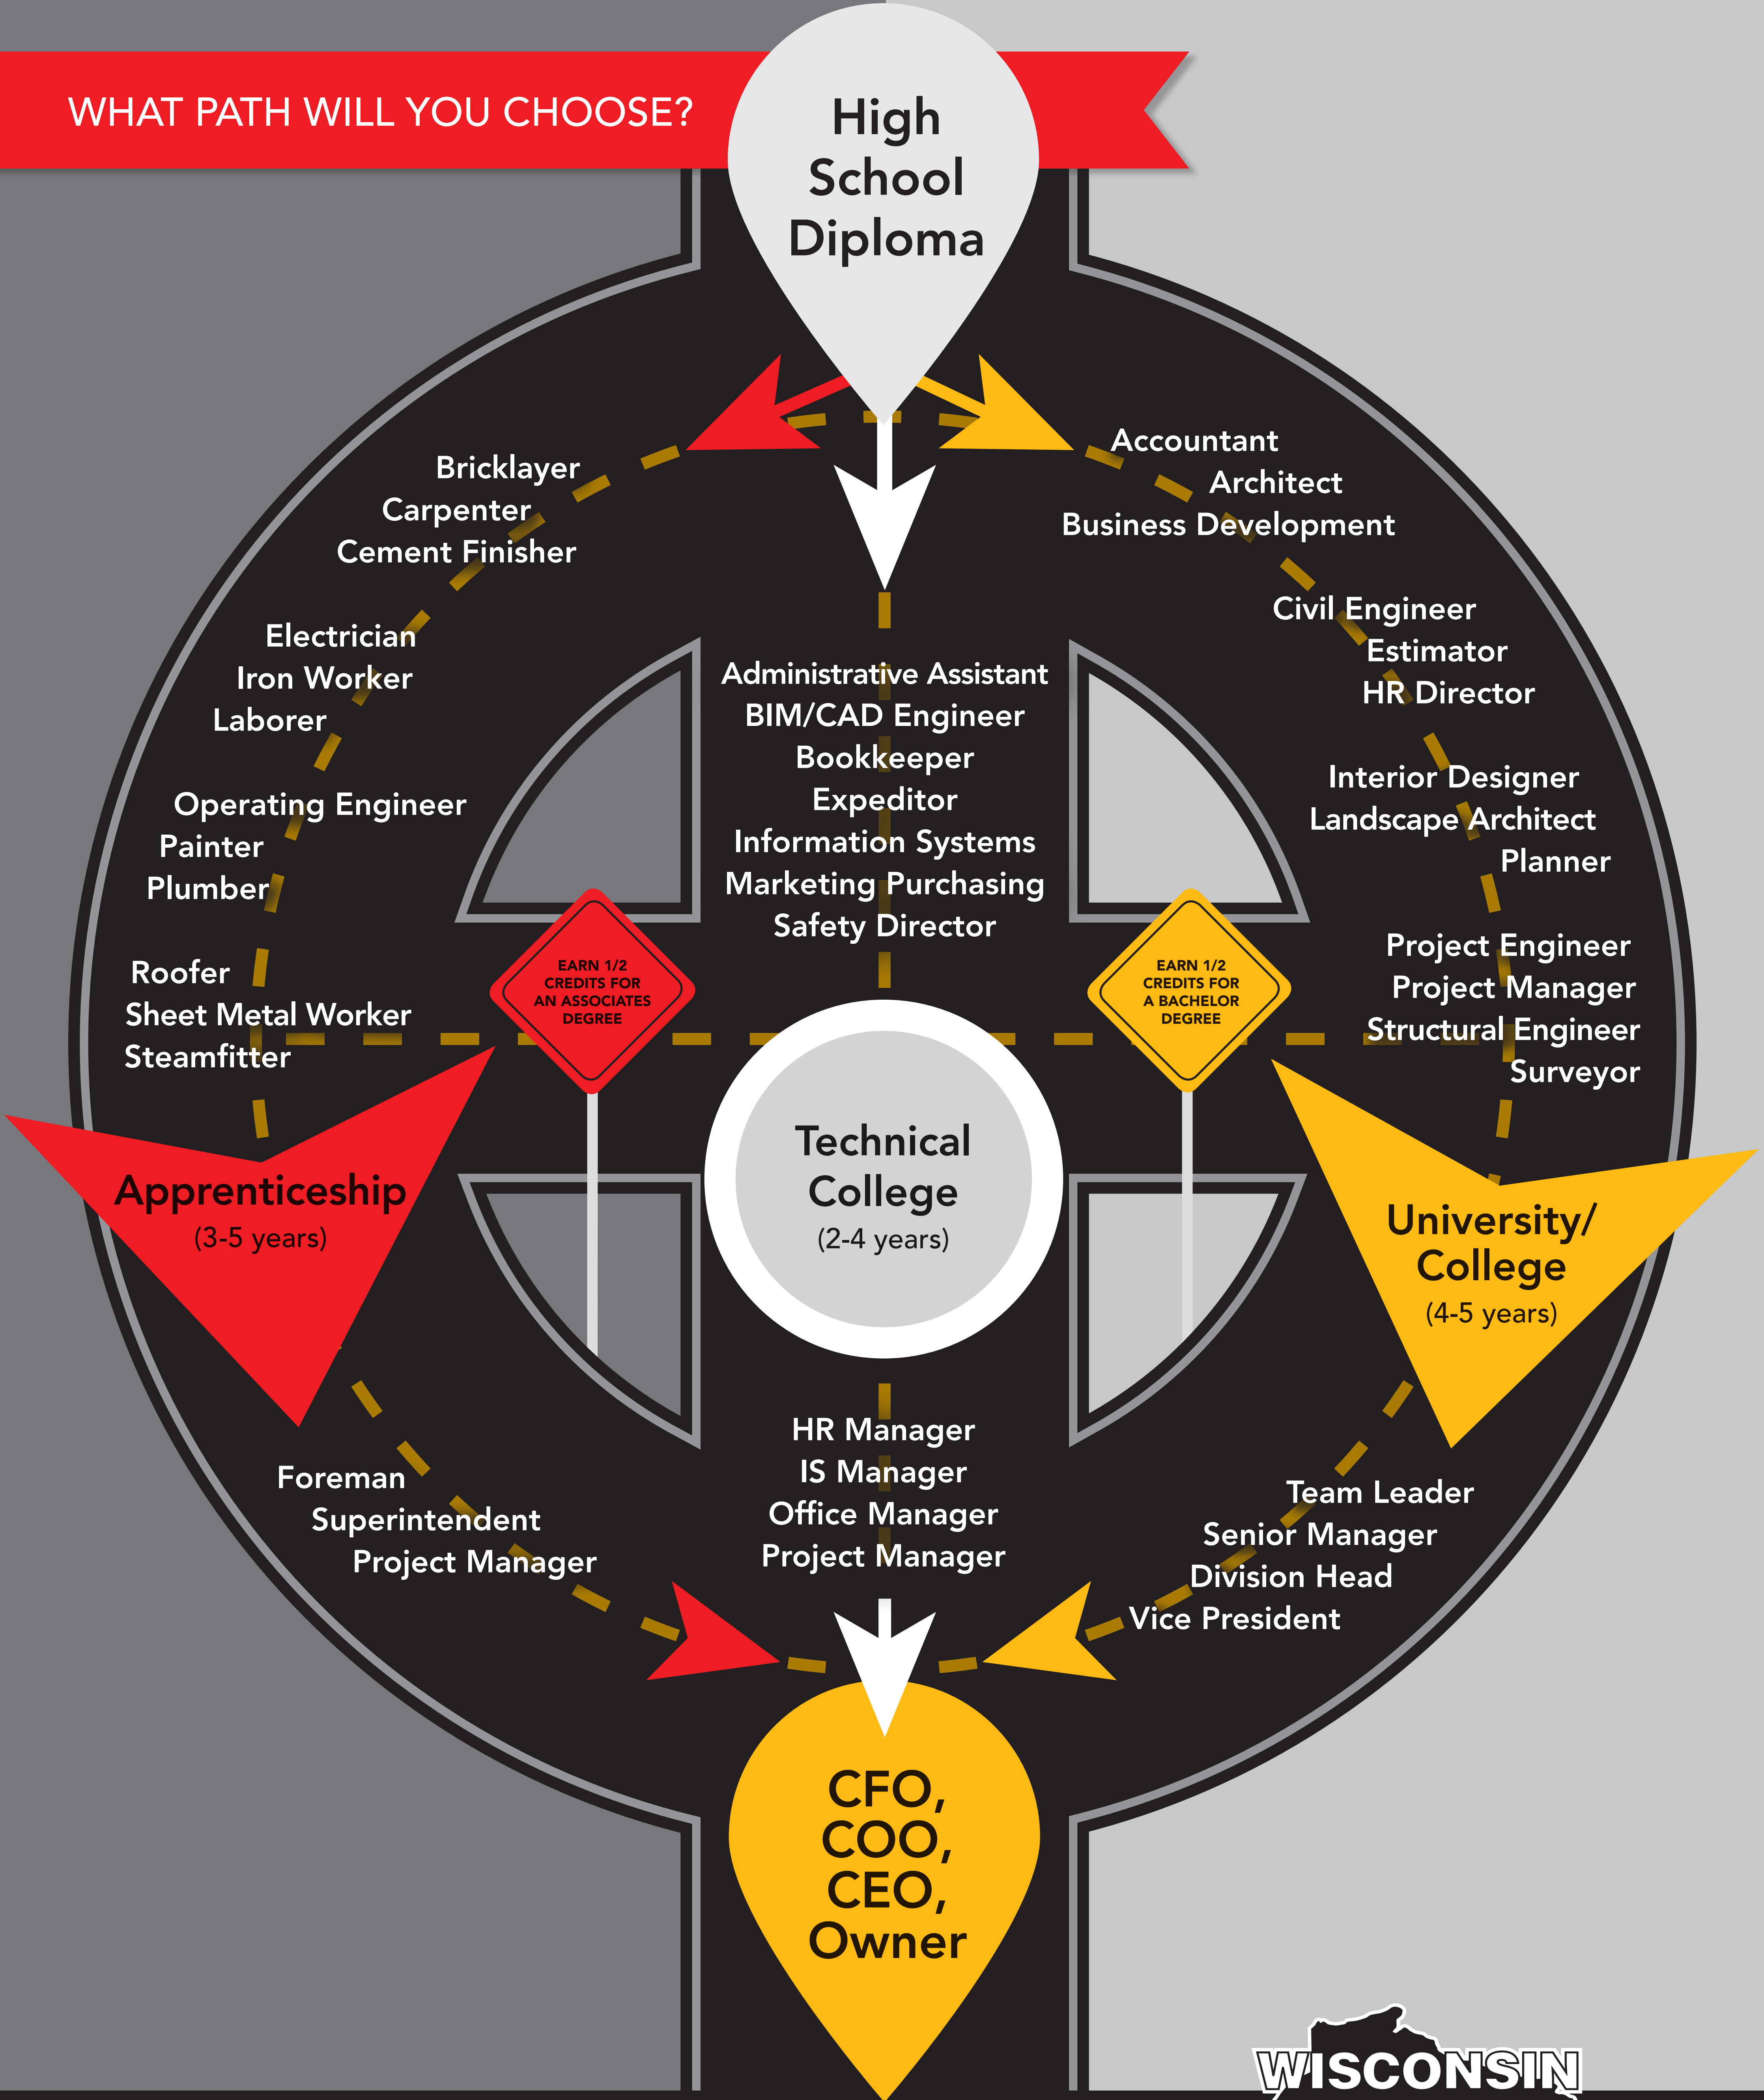 WHAT PATH WILL YOU CHOOSE?
High
School
Diploma
Bricklayer
Carpenter
Cement Finisher
Electrician
Iron Worker
Laborer
Operating Engineer
Painter
Plumber
Roofer
Sheet Metal Worker
Steamfitter
Administrative Assistant
BIM/CAD Engineer
Bookkeeper
Expeditor
Information Systems
Marketing Purchasing
Safety Director
Accountant
Architect
Business Development
Civil Engineer
Estimator
HR Director
Interior Designer
Landscape Architect
Planner
Project Engineer
Project Manager
Structural Engineer
Surveyor
EARN 1/2
CREDITS FOR
AN ASSOCIATES
DEGREE
EARN 1/2
CREDITS FOR
A BACHELOR
DEGREE
Apprenticeship
(3-5 years)
Technical
College
(2-4 years)
University/
College
(4-5 years)
Foreman
Superintendent
Project Manager
HR Manager
IS Manager
Office Manager
Project Manager
Team Leader
Senior Manager
Division Head
Vice President
CFO,
COO,
CEO,
Owner
WISCONSIN